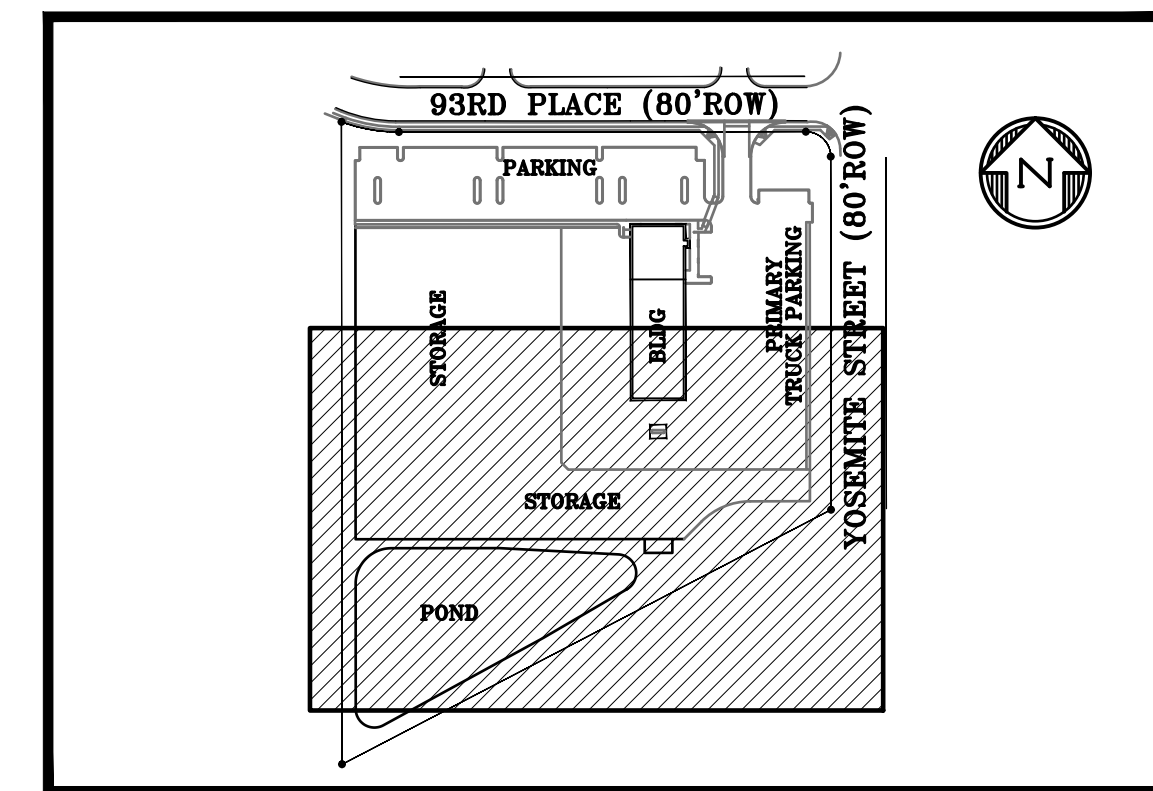 93RD PLACE (80'ROW)
PARKING
N
YOSEMITE STREET (80'ROW)
PRIMARY
TRUCK PARKING
STORAGE
BLDG
STORAGE
POND